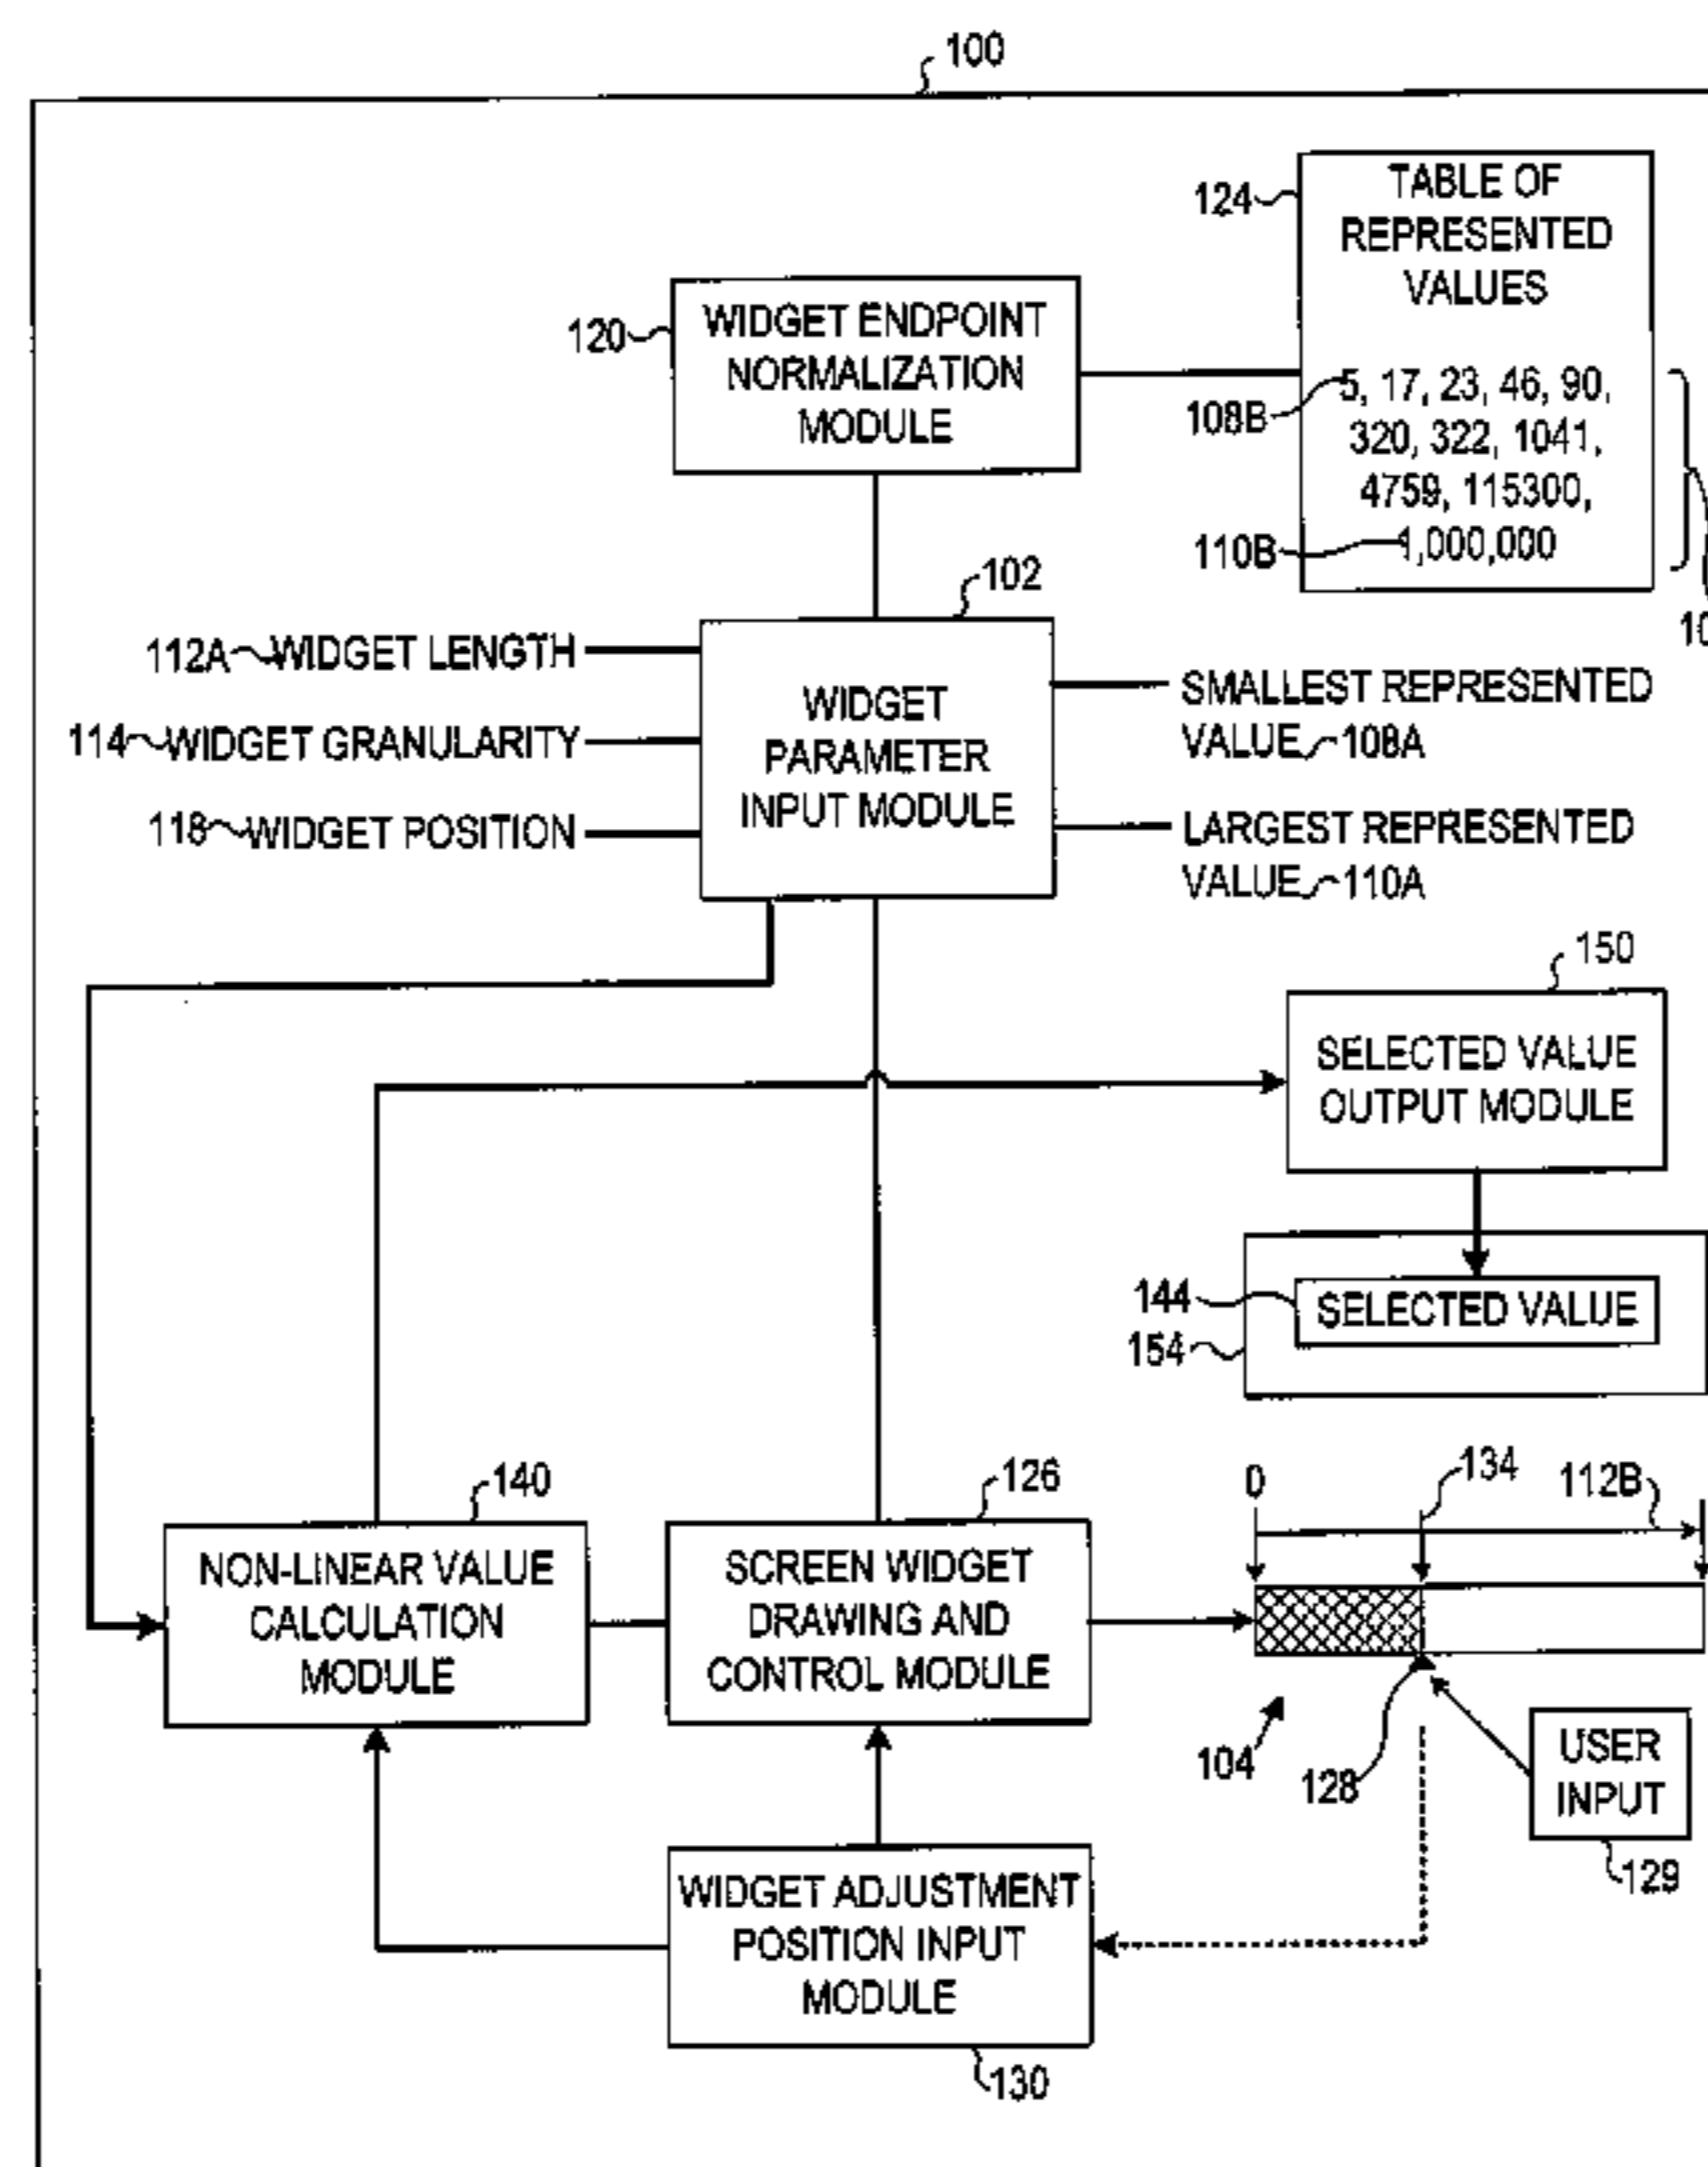 100
124
TABLE OF
REPRESENTED
VALUES
120
WIDGET ENDPOINT
NORMALIZATION
MODULE
108B
5, 17, 23, 46, 90,
320, 322, 1041,
4759, 115300,
110B
1,000,000
102
112A
WIDGET LENGTH
114
WIDGET GRANULARITY
118
WIDGET POSITION
WIDGET
PARAMETER
INPUT MODULE
SMALLEST REPRESENTED
VALUE 108A
LARGEST REPRESENTED
VALUE 110A
150
SELECTED VALUE
OUTPUT MODULE
144
SELECTED VALUE
154
140
NON-LINEAR VALUE
CALCULATION
MODULE
126
SCREEN WIDGET
DRAWING AND
CONTROL MODULE
0
134
112B
104
128
USER
INPUT
129
WIDGET ADJUSTMENT
POSITION INPUT
MODULE
130